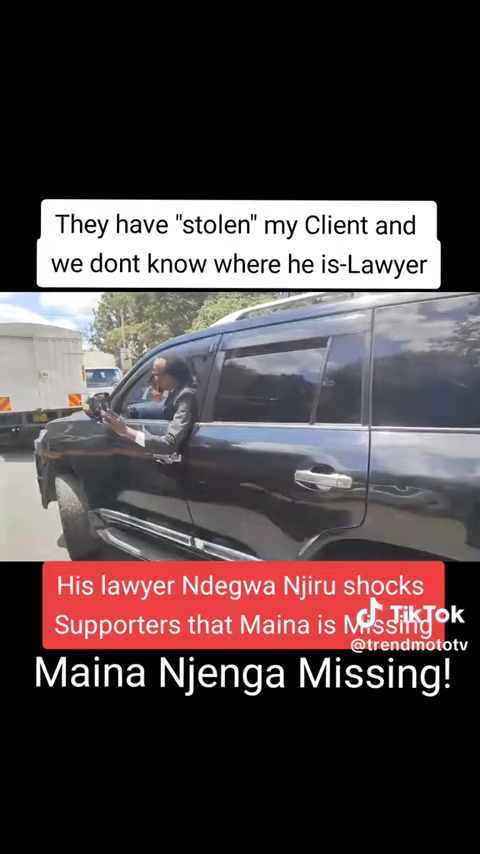 They have "stolen" my Client and
we dont know where he is-Lawyer
His lawyer Ndegwa Njiru shocks
Supporters that Maina is Missing
TikTok
@trendmototv
Maina Njenga Missing!